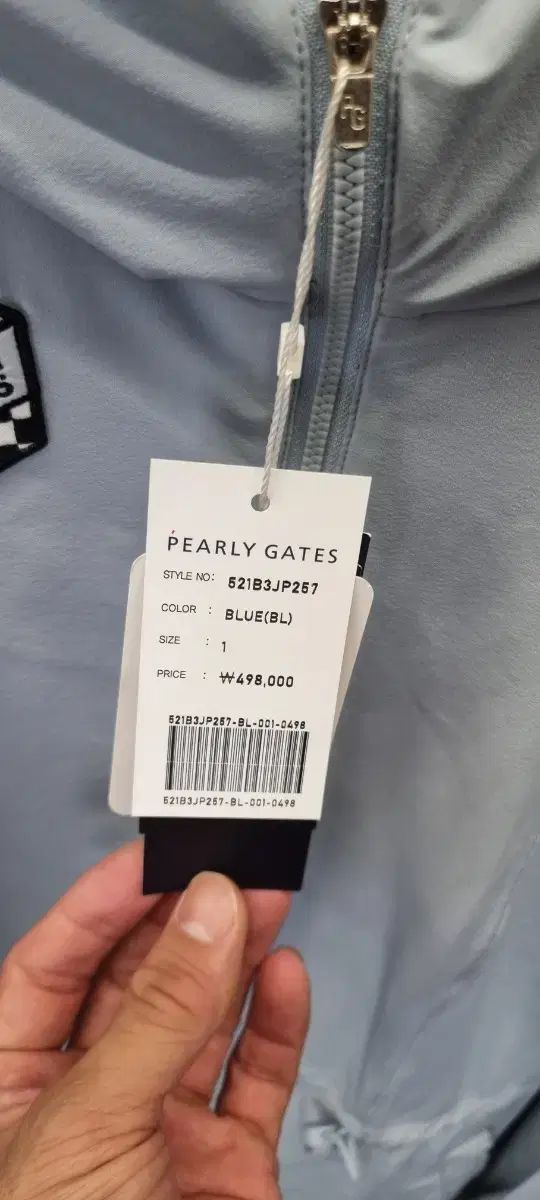 PG
PEARLY GATES
STYLE NO: 521B3JP257
COLOR : BLUE(BL)
SIZE : 1
PRICE : ₩498,000
521B3JP257-BL-001-0498
521B3JP257-BL-001-0498